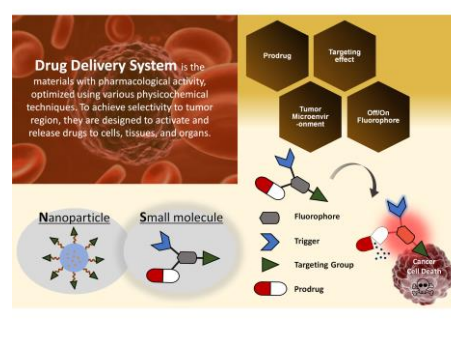 Drug Delivery System is the
materials with pharmacological activity,
optimized using various physicochemical
techniques. To achieve selectivity to tumor
region, they are designed to activate and
release drugs to cells, tissues, and organs.
Prodrug
Targeting
effect
Tumor
Microenvir
-onment
Off/On
Fluorophore
Nanoparticle
Small molecule
Fluorophore
Trigger
Targeting Group
Prodrug
Cancer
Cell Death